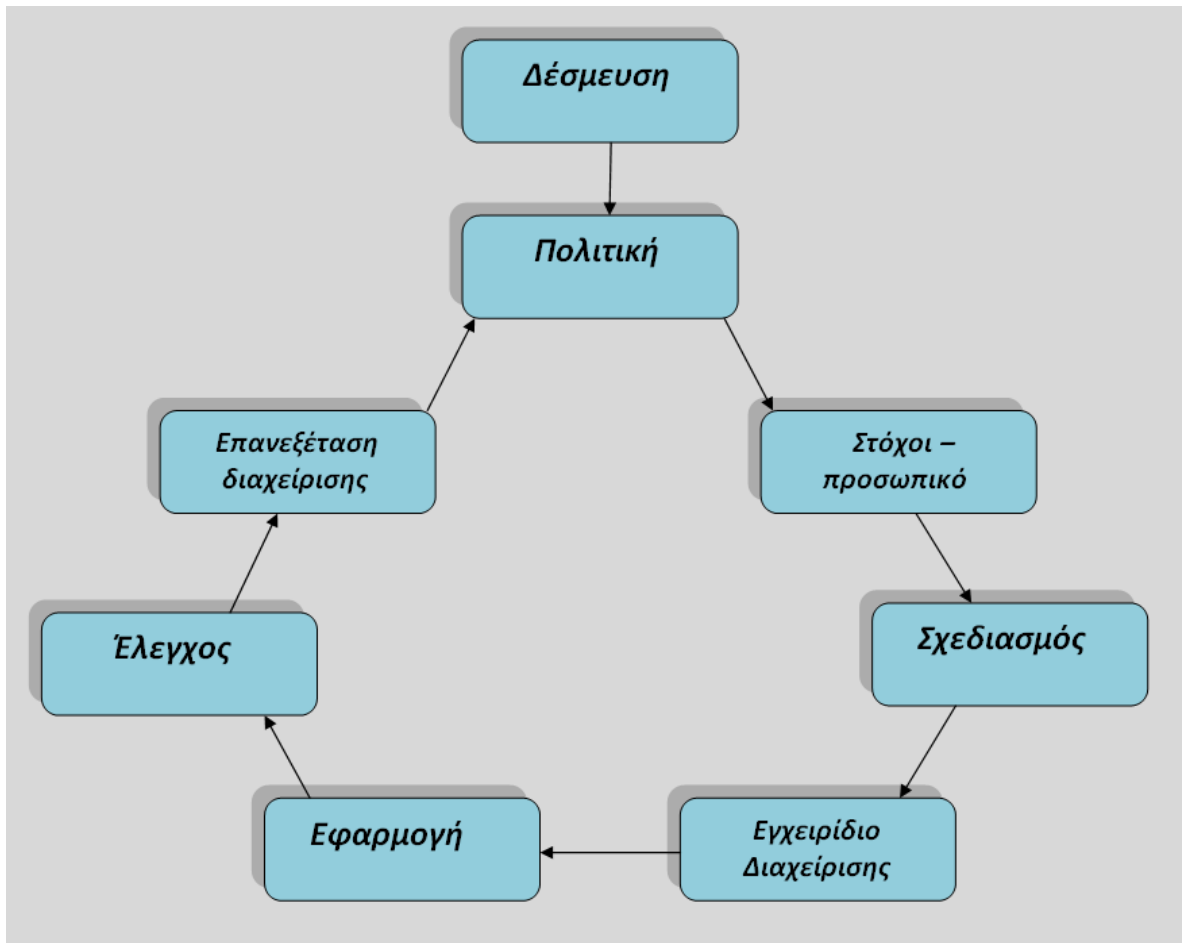 Δέσμευση
Πολιτική
Στόχοι –
προσωπικό
Σχεδιασμός
Εγχειρίδιο
Διαχείρισης
Εφαρμογή
Έλεγχος
Επανεξέταση
διαχείρισης